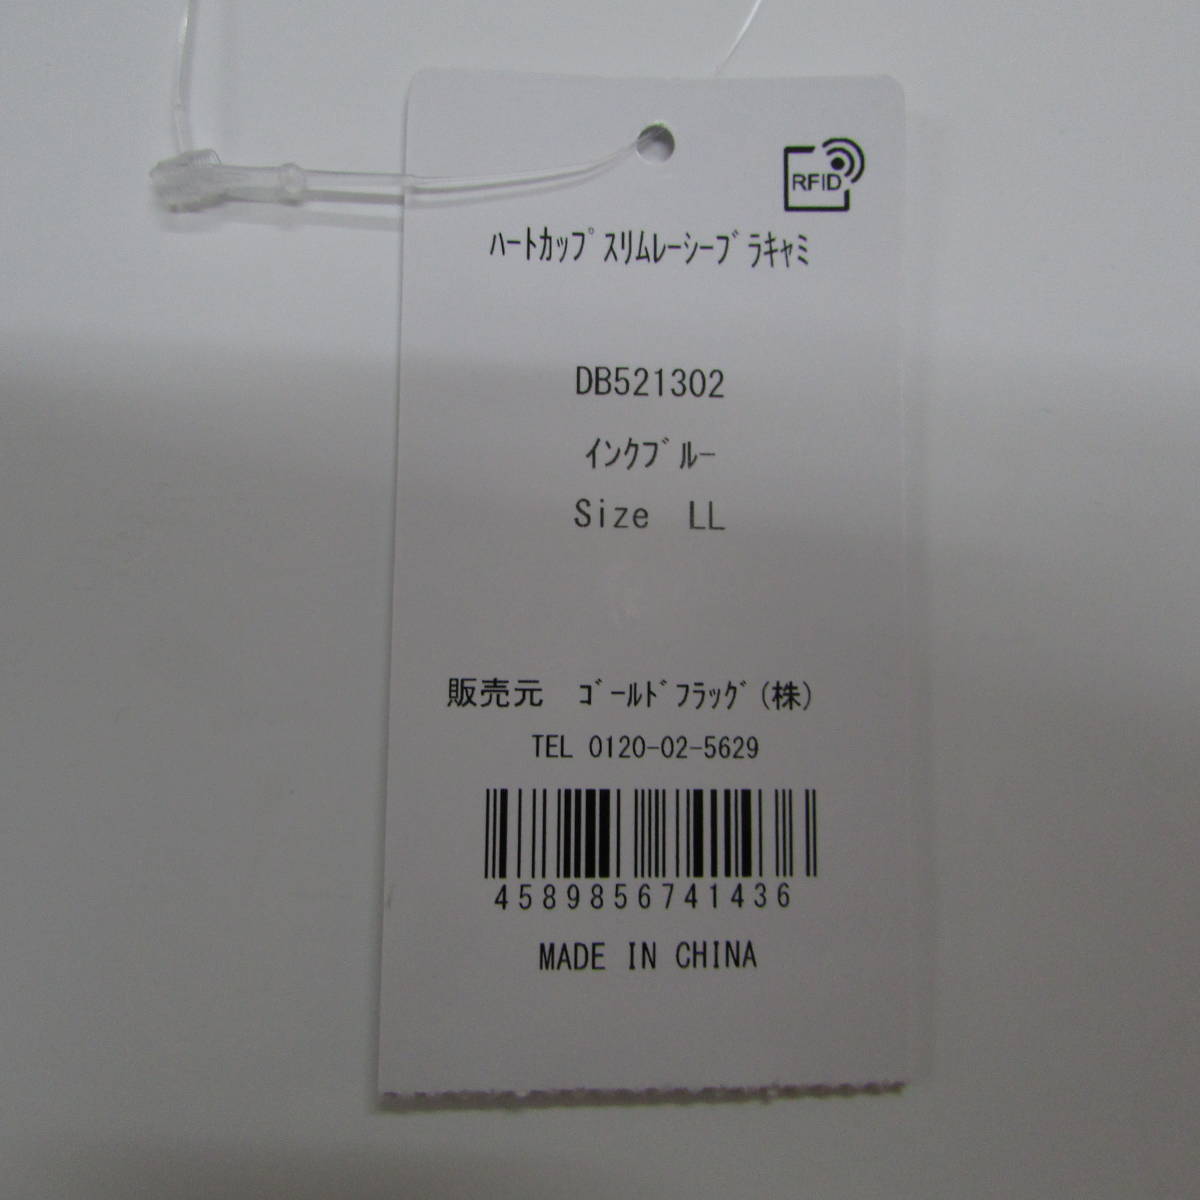 RFID
ﾊｰﾄｶｯﾌﾟｽﾘﾑﾚｰｼｰﾌﾞﾗｷｬﾐ
DB521302
ｲﾝｸﾌﾞﾙｰ
Size LL
販売元 ｺﾞｰﾙﾄﾞﾌﾗｯｸﾞ(株)
TEL 0120-02-5629
4589856741436
MADE IN CHINA